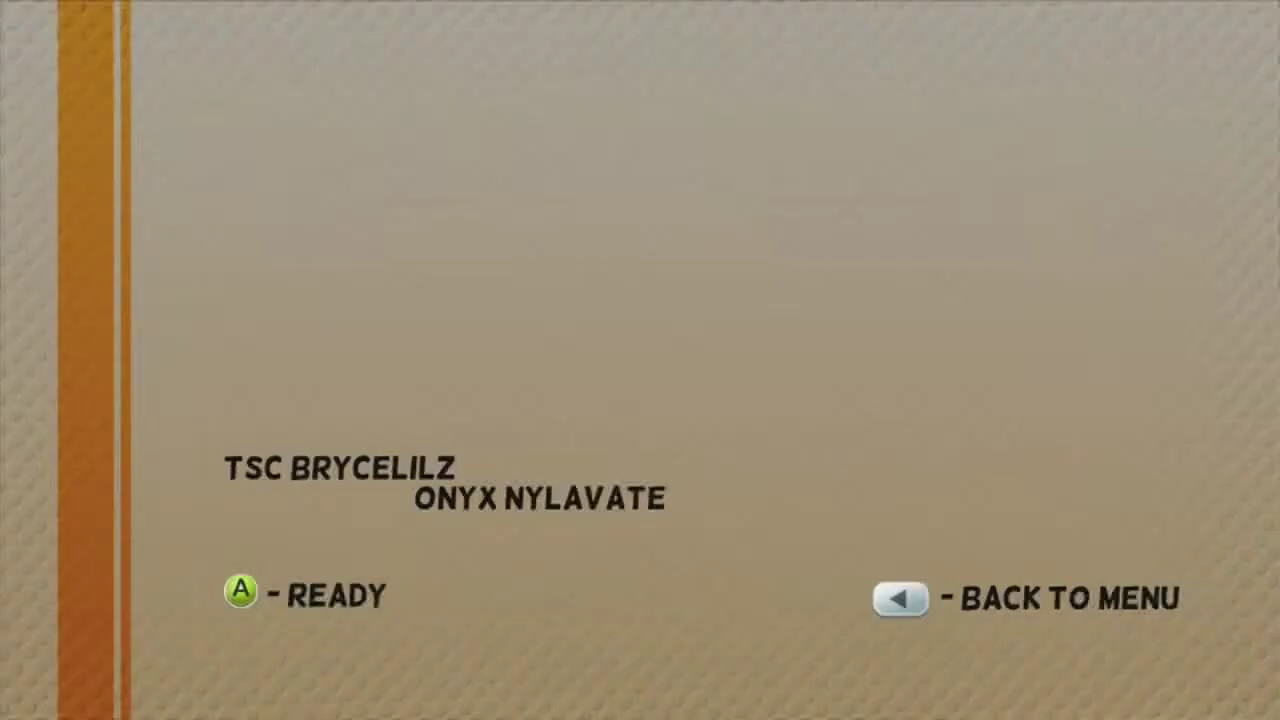 TSC BRYCELILZ
ONYX NYLAVATE
A - READY
- BACK TO MENU